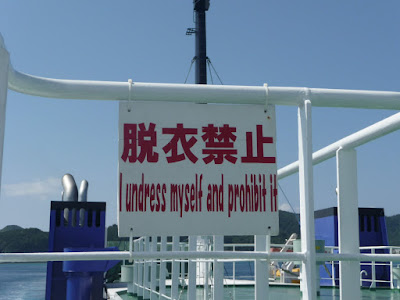 脱衣禁止
I undress myself and prohibit it